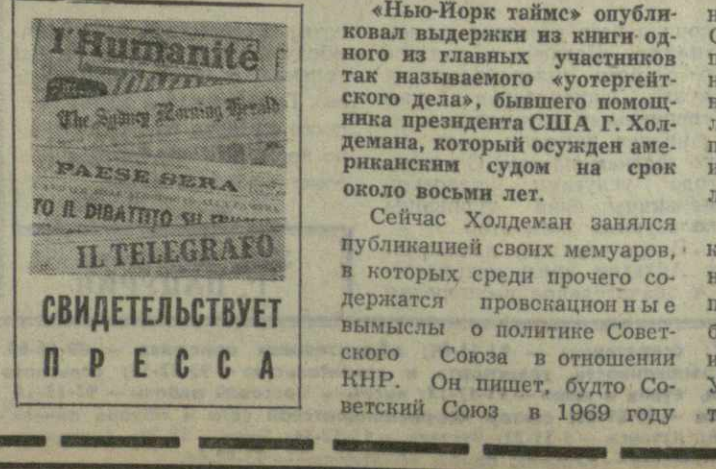 l'Humanité
The Sydney Morning Herald
PAESE SERA
TO IL DIBATTITO SU
IL TELEGRAFO
СВИДЕТЕЛЬСТВУЕТ
ПРЕССА
«Нью-Йорк таймс» опубли-
ковал выдержки из книги од-
ного из главных участников
так называемого «уотергейт-
ского дела», бывшего помощ-
ника президента США Г. Хол-
демана, который осужден аме-
риканским судом на срок
около восьми лет.
Сейчас Холдеман занялся
публикацией своих мемуаров,
в которых среди прочего со-
держатся провокационные
вымыслы о политике Совет-
ского Союза в отношении
КНР. Он пишет, будто Со-
ветский Союз в 1969 году